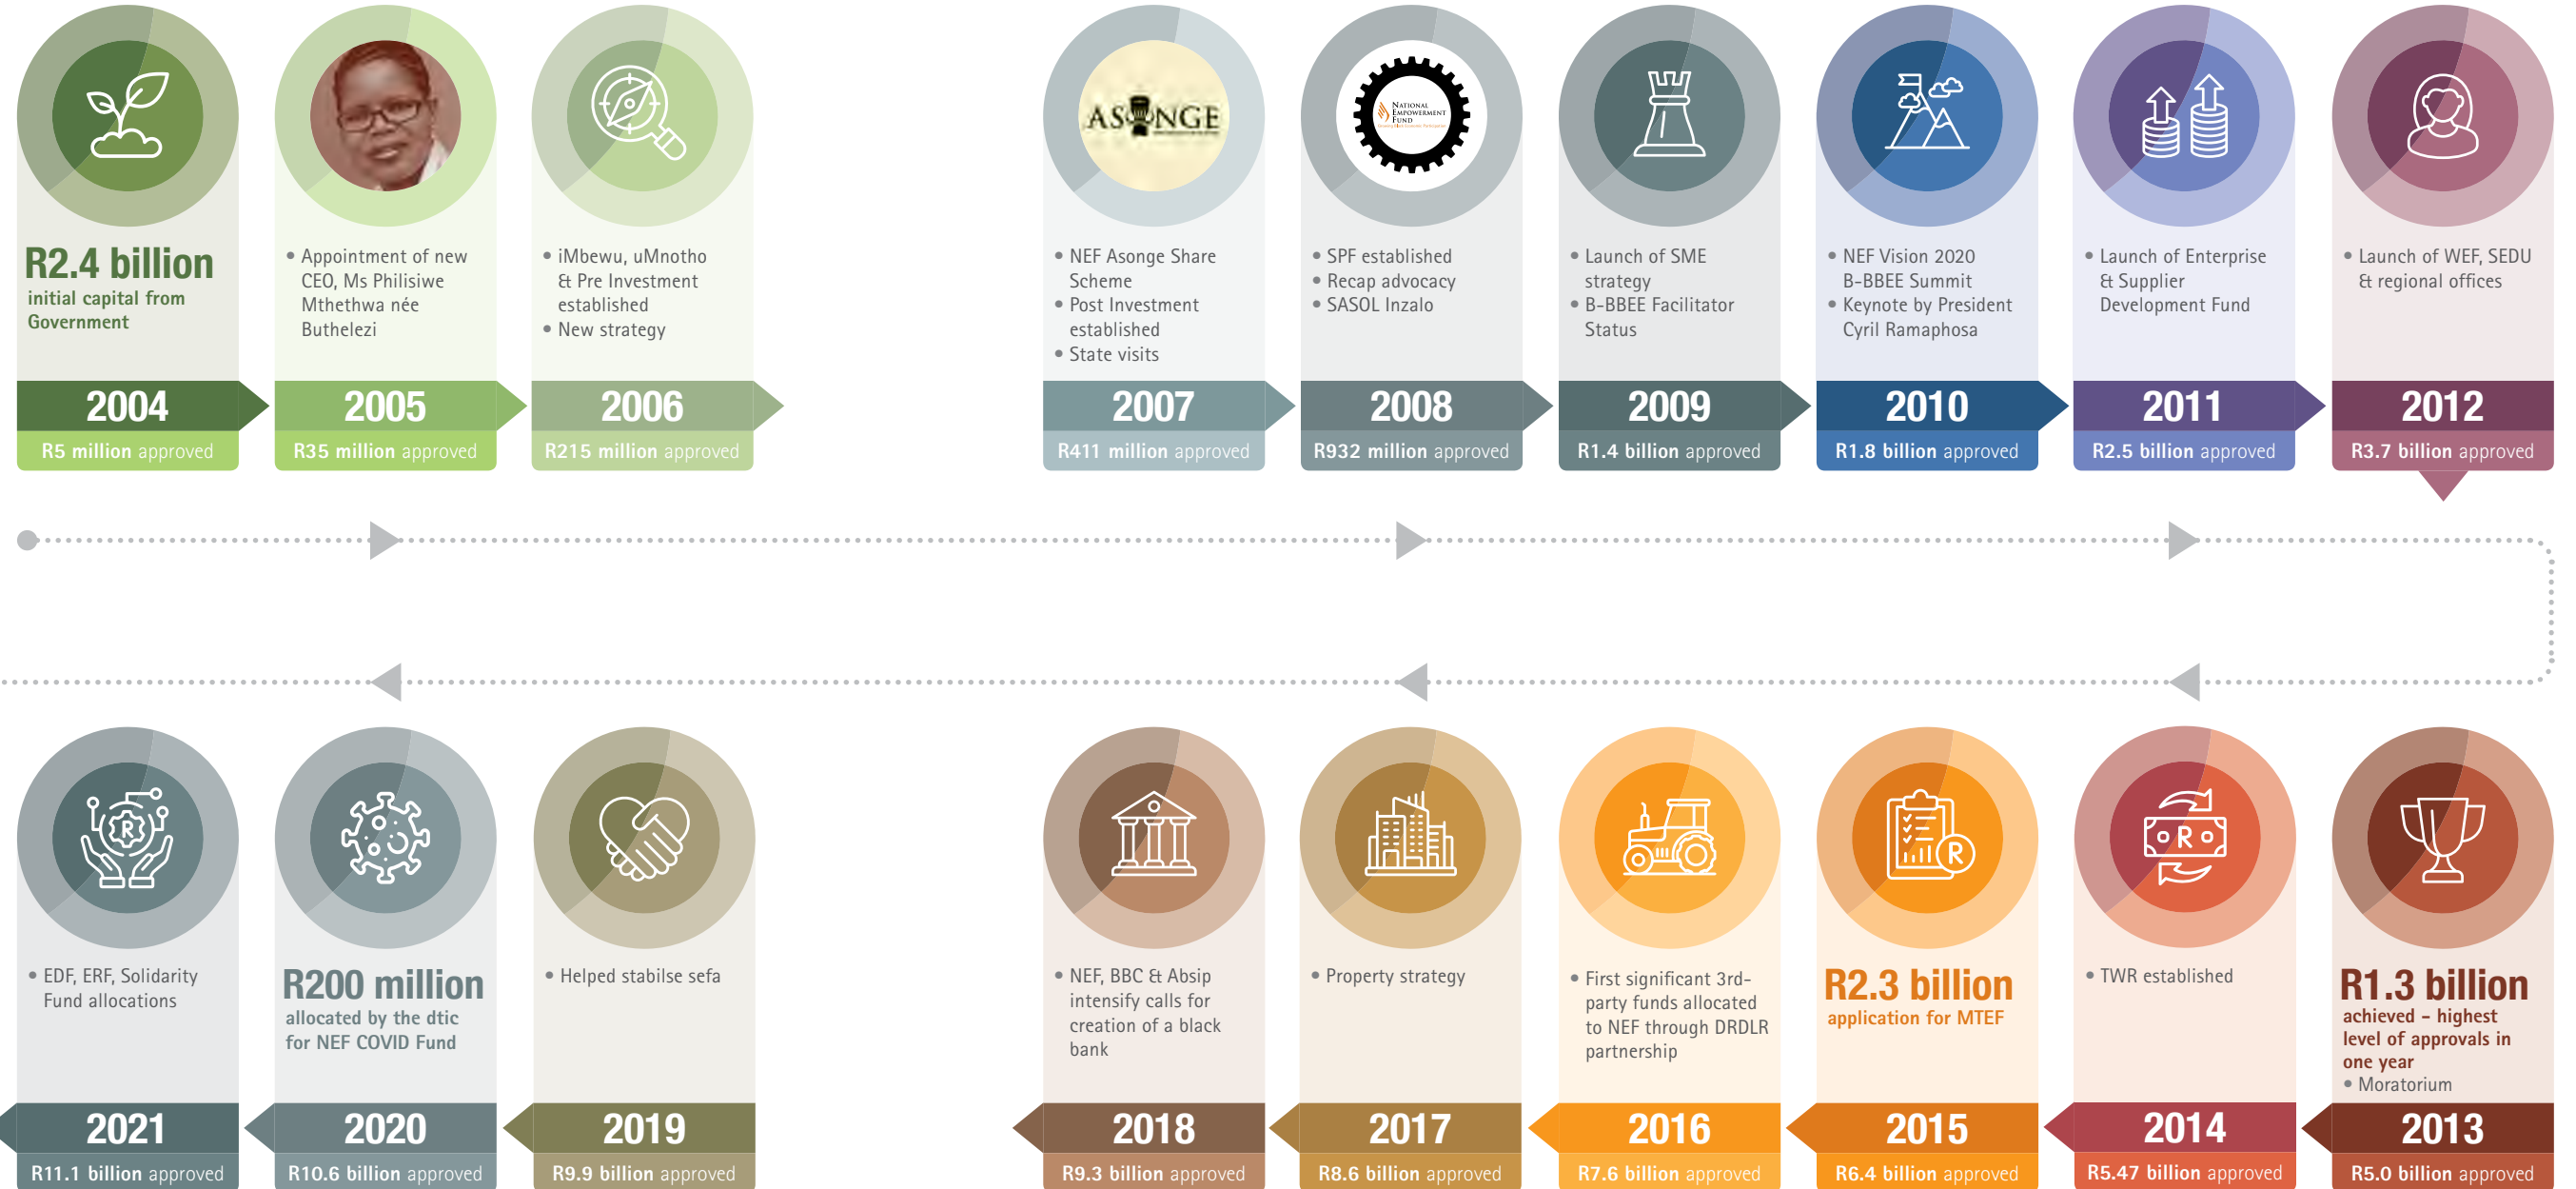 ASONGE
NATIONAL
EMPOWERMENT
FUND
R2.4 billion
initial capital from
Government
2004
R5 million approved
• Appointment of new
CEO, Ms Philisiwe
Mthethwa née
Buthelezi
2005
R35 million approved
• iMbewu, uMnotho
& Pre Investment
established
• New strategy
2006
R215 million approved
• NEF Asonge Share
Scheme
• Post Investment
established
• State visits
2007
R411 million approved
• SPF established
• Recap advocacy
• SASOL Inzalo
2008
R932 million approved
• Launch of SME
strategy
• B-BBEE Facilitator
Status
2009
R1.4 billion approved
• NEF Vision 2020
B-BBEE Summit
• Keynote by President
Cyril Ramaphosa
2010
R1.8 billion approved
• Launch of Enterprise
& Supplier
Development Fund
2011
R2.5 billion approved
• Launch of WEF, SEDU
& regional offices
2012
R3.7 billion approved
R1.3 billion
achieved - highest
level of approvals in
one year
• Moratorium
2013
R5.0 billion approved
R
• TWR established
2014
R5.47 billion approved
R
R2.3 billion
application for MTEF
2015
R6.4 billion approved
• First significant 3rd-
party funds allocated
to NEF through DRDLR
partnership
2016
R7.6 billion approved
• Property strategy
2017
R8.6 billion approved
• NEF, BBC & Absip
intensify calls for
creation of a black
bank
2018
R9.3 billion approved
• Helped stabilse sefa
2019
R9.9 billion approved
R200 million
allocated by the dtic
for NEF COVID Fund
2020
R10.6 billion approved
R
• EDF, ERF, Solidarity
Fund allocations
2021
R11.1 billion approved